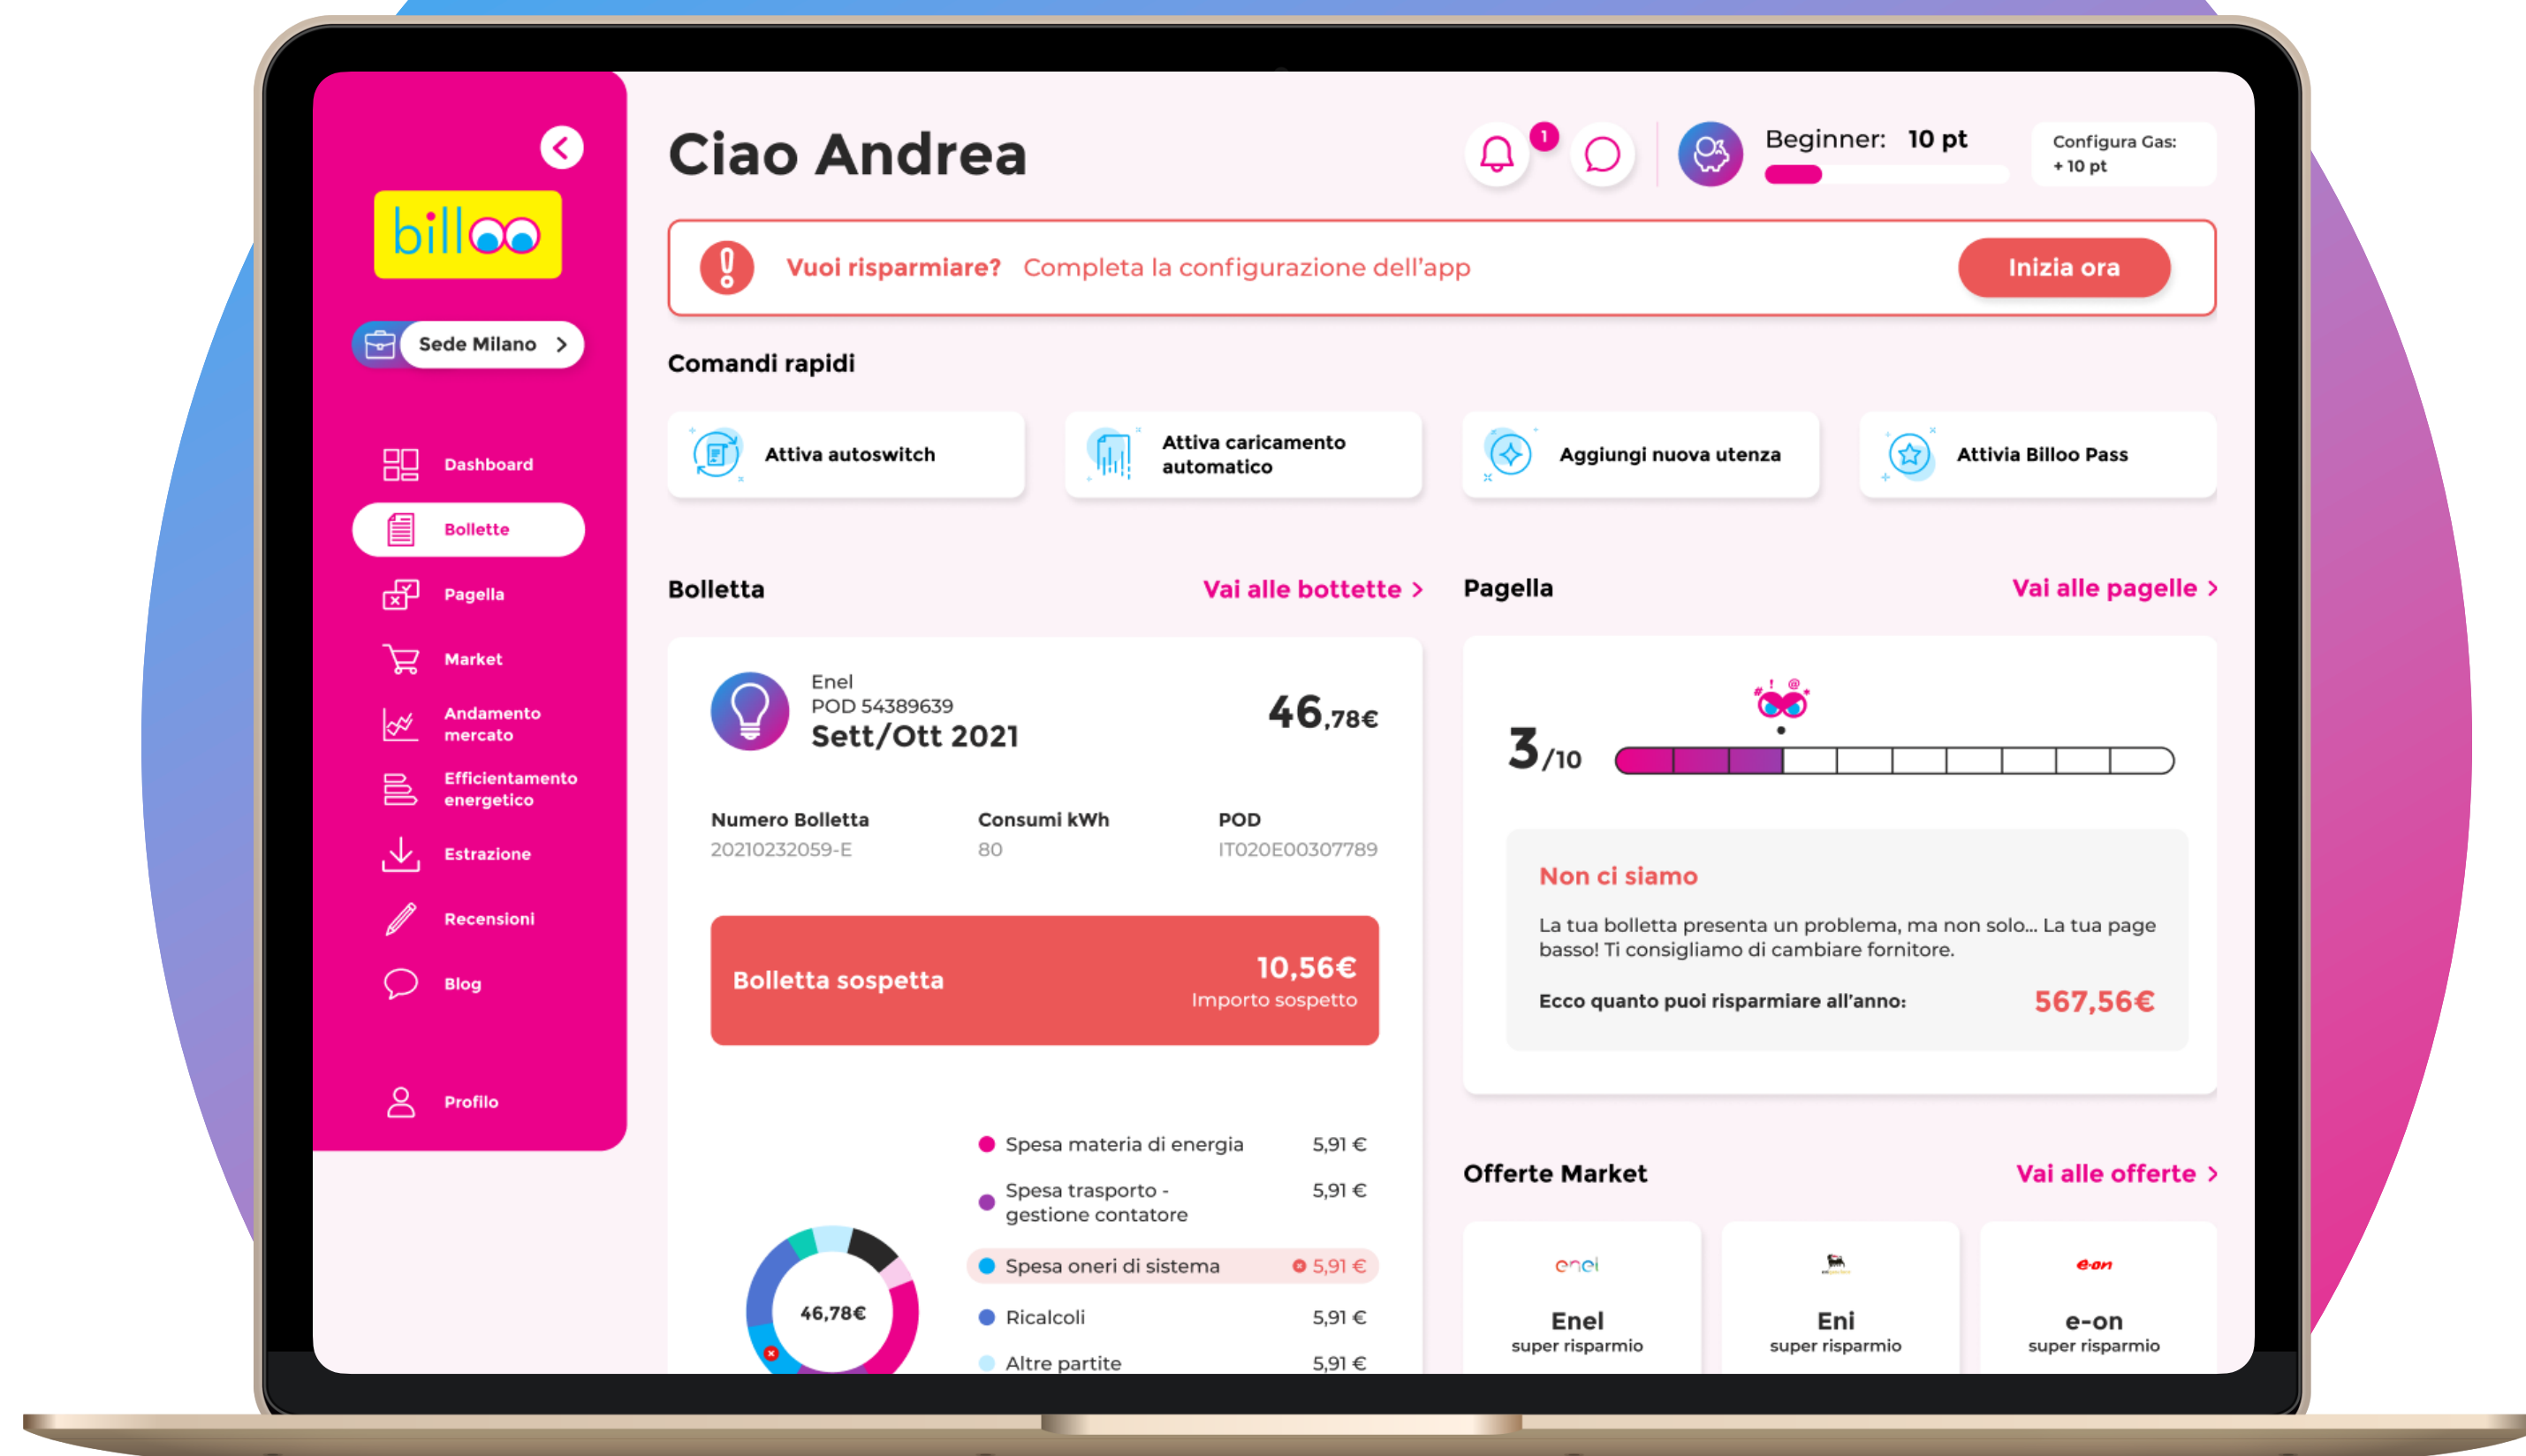 billoo
Sede Milano
Dashboard
Bollette
Pagella
Market
Andamento
mercato
Efficientamento
energetico
Estrazione
Recensioni
Blog
Profilo
Ciao Andrea
1
Beginner: 10 pt
Configura Gas:
+ 10 pt
Vuoi risparmiare? Completa la configurazione dell'app
Inizia ora
Comandi rapidi
Attiva autoswitch
Attiva caricamento
automatico
Aggiungi nuova utenza
Attivia Billoo Pass
Bolletta
Vai alle bottette >
Enel
POD 54389639
Sett/Ott 2021
46,78€
Numero Bolletta
20210232059-E
Consumi kWh
80
POD
IT020E00307789
Bolletta sospetta
10,56€
Importo sospetto
46,78€
Spesa materia di energia 5,91 €
Spesa trasporto - 5,91 €
gestione contatore
Spesa oneri di sistema 5,91 €
Ricalcoli 5,91 €
Altre partite 5,91 €
Pagella
Vai alle pagelle >
# ! @ *
3/10
Non ci siamo
La tua bolletta presenta un problema, ma non solo... La tua page
basso! Ti consigliamo di cambiare fornitore.
Ecco quanto puoi risparmiare all'anno: 567,56€
Offerte Market
Vai alle offerte >
enel
Enel
super risparmio
Eni
super risparmio
e·on
e-on
super risparmio